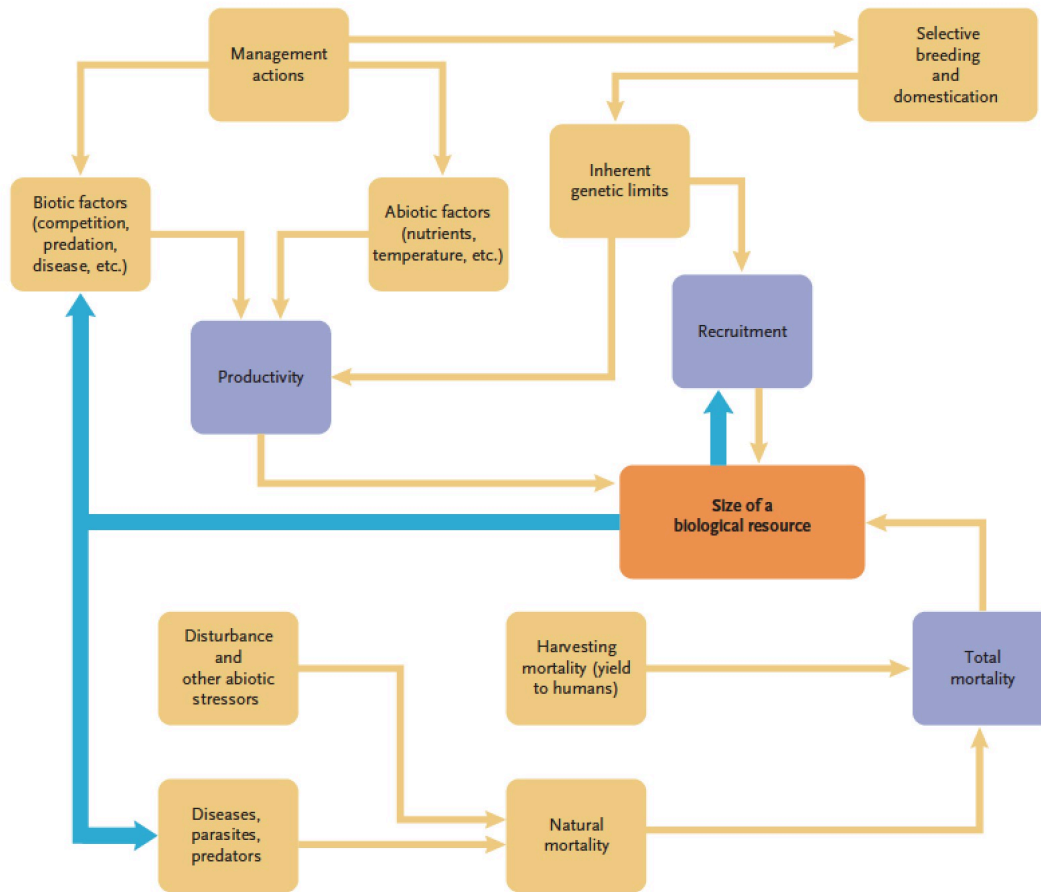 Management
actions
Selective
breeding
and
domestication
Inherent
genetic limits
Biotic factors
(competition,
predation,
disease, etc.)
Abiotic factors
(nutrients,
temperature, etc.)
Productivity
Recruitment
Size of a
biological resource
Disturbance
and
other abiotic
stressors
Harvesting
mortality (yield
to humans)
Total
mortality
Diseases,
parasites,
predators
Natural
mortality